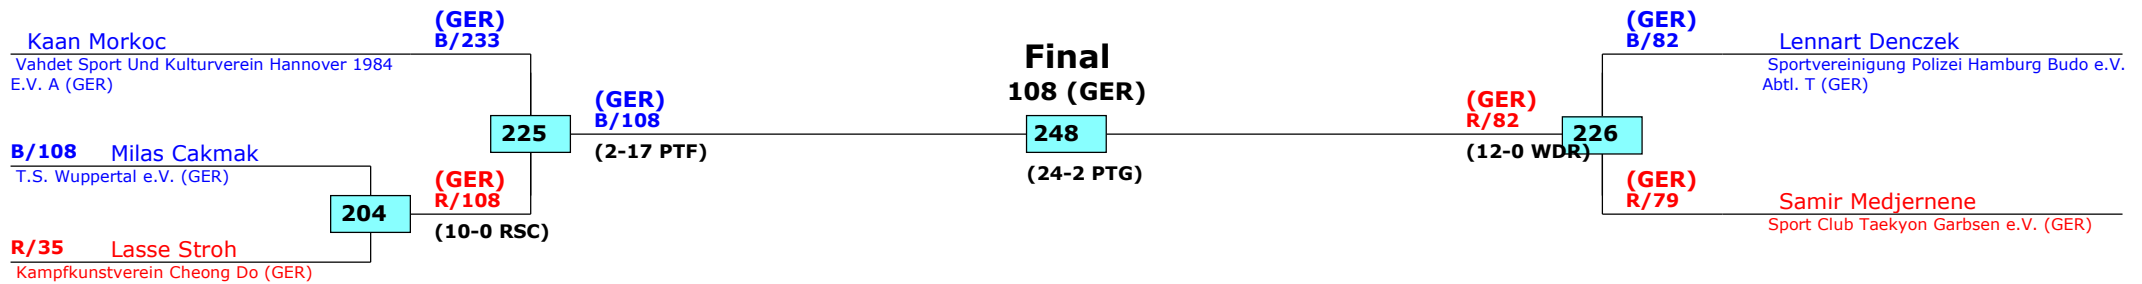 (GER)
B/233
Kaan Morkoc
Vahdet Sport Und Kulturverein Hannover 1984
E.V. A (GER)
B/108 Milas Cakmak
T.S. Wuppertal e.V. (GER)
R/35 Lasse Stroh
Kampfkunstverein Cheong Do (GER)
204
(GER)
R/108
(10-0 RSC)
225
(GER)
B/108
(2-17 PTF)
Final
108 (GER)
248
(24-2 PTG)
(GER)
R/82
(12-0 WDR)
226
(GER)
B/82
Lennart Denczek
Sportvereinigung Polizei Hamburg Budo e.V.
Abtl. T (GER)
(GER)
R/79
Samir Medjernene
Sport Club Taekyon Garbsen e.V. (GER)